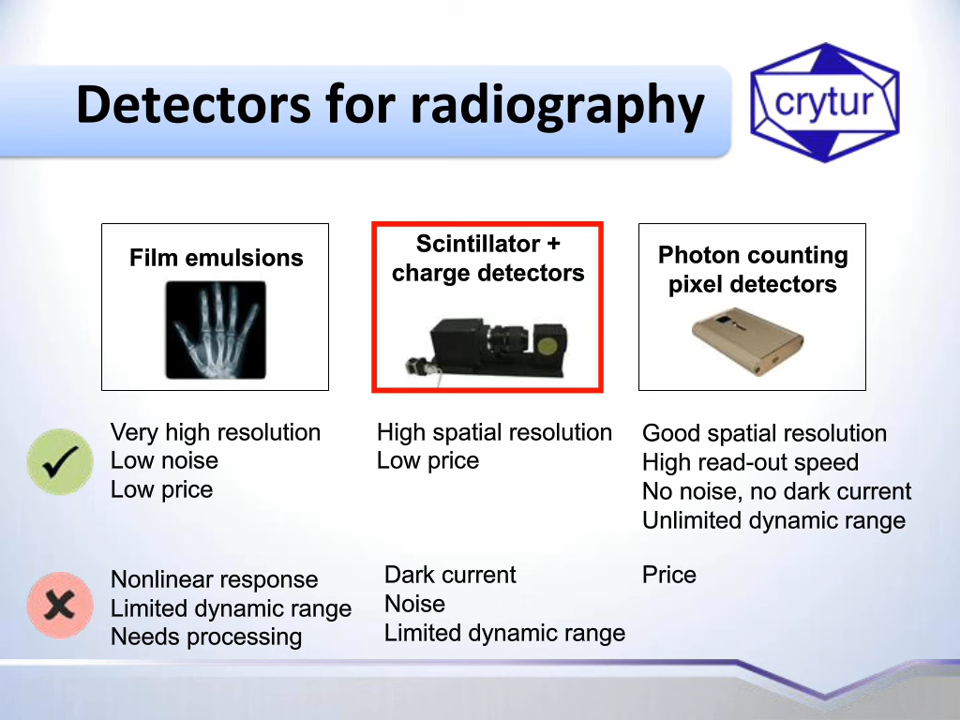 Detectors for radiography
crytur
Film emulsions
Scintillator +
charge detectors
Photon counting
pixel detectors
Very high resolution
Low noise
Low price
High spatial resolution
Low price
Good spatial resolution
High read-out speed
No noise, no dark current
Unlimited dynamic range
Nonlinear response
Limited dynamic range
Needs processing
Dark current
Noise
Limited dynamic range
Price